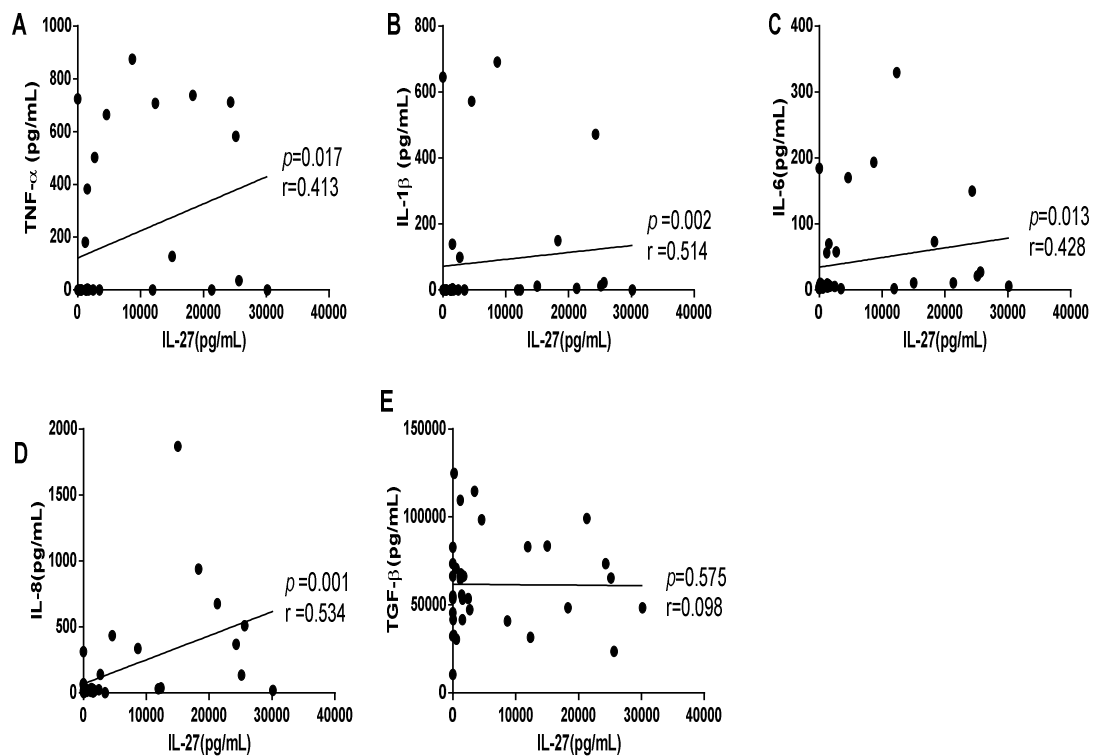 A
TNF-α (pg/mL)
1000
800
600
400
200
0
0 10000 20000 30000 40000
IL-27(pg/mL)
p=0.017
r=0.413
B
IL-1β (pg/mL)
800
600
400
200
0
0 10000 20000 30000 40000
IL-27(pg/mL)
p =0.002
r =0.514
C
IL-6(pg/mL)
400
300
200
100
0
0 10000 20000 30000 40000
IL-27(pg/mL)
p=0.013
r=0.428
D
IL-8(pg/mL)
2000
1500
1000
500
0
0 10000 20000 30000 40000
IL-27(pg/mL)
p =0.001
r =0.534
E
TGF-β(pg/mL)
150000
100000
50000
0
0 10000 20000 30000 40000
IL-27(pg/mL)
p=0.575
r=0.098